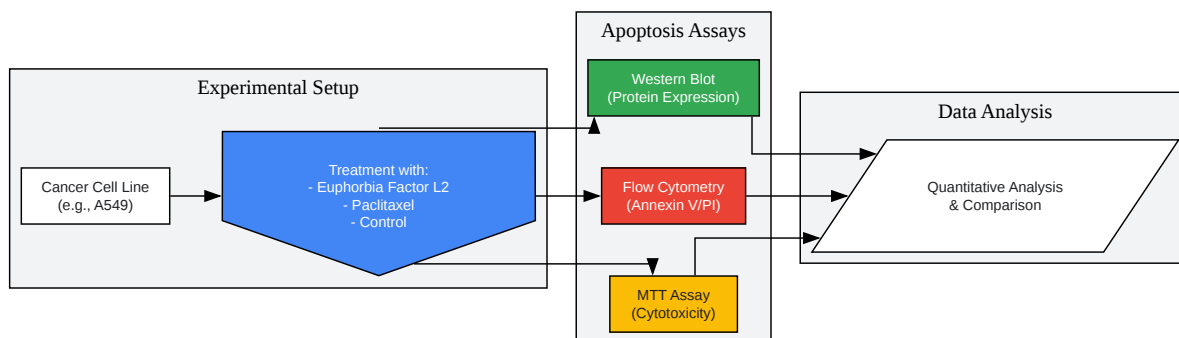 Experimental Setup
Cancer Cell Line
(e.g., A549)
Treatment with:
- Euphorbia Factor L2
- Paclitaxel
- Control
Apoptosis Assays
Western Blot
(Protein Expression)
Flow Cytometry
(Annexin V/PI)
MTT Assay
(Cytotoxicity)
Data Analysis
Quantitative Analysis
& Comparison